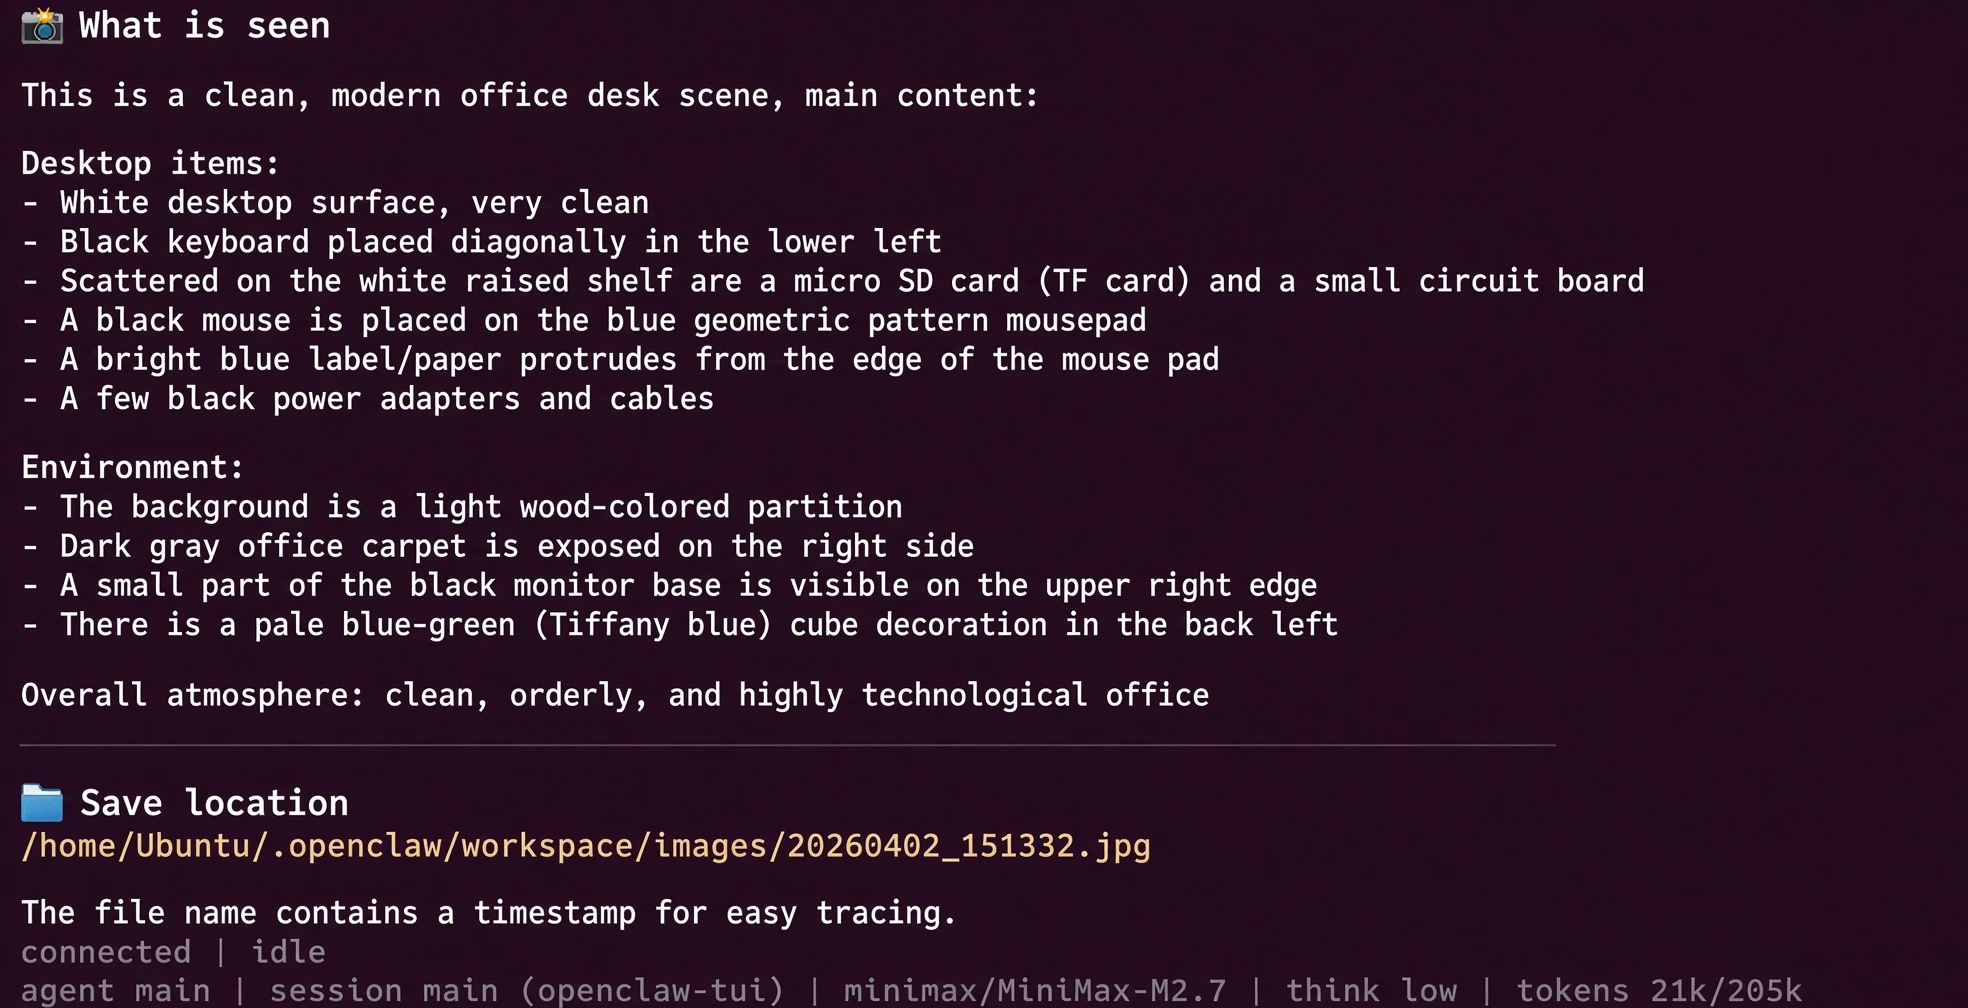 What is seen
This is a clean, modern office desk scene, main content:
Desktop items:
- White desktop surface, very clean
- Black keyboard placed diagonally in the lower left
- Scattered on the white raised shelf are a micro SD card (TF card) and a small circuit board
- A black mouse is placed on the blue geometric pattern mousepad
- A bright blue label/paper protrudes from the edge of the mouse pad
- A few black power adapters and cables
Environment:
- The background is a light wood-colored partition
- Dark gray office carpet is exposed on the right side
- A small part of the black monitor base is visible on the upper right edge
- There is a pale blue-green (Tiffany blue) cube decoration in the back left
Overall atmosphere: clean, orderly, and highly technological office
Save location
/home/Ubuntu/.openclaw/workspace/images/20260402_151332.jpg
The file name contains a timestamp for easy tracing.
connected | idle
agent main | session main (openclaw-tui) | minimax/MiniMax-M2.7 | think low | tokens 21k/205k